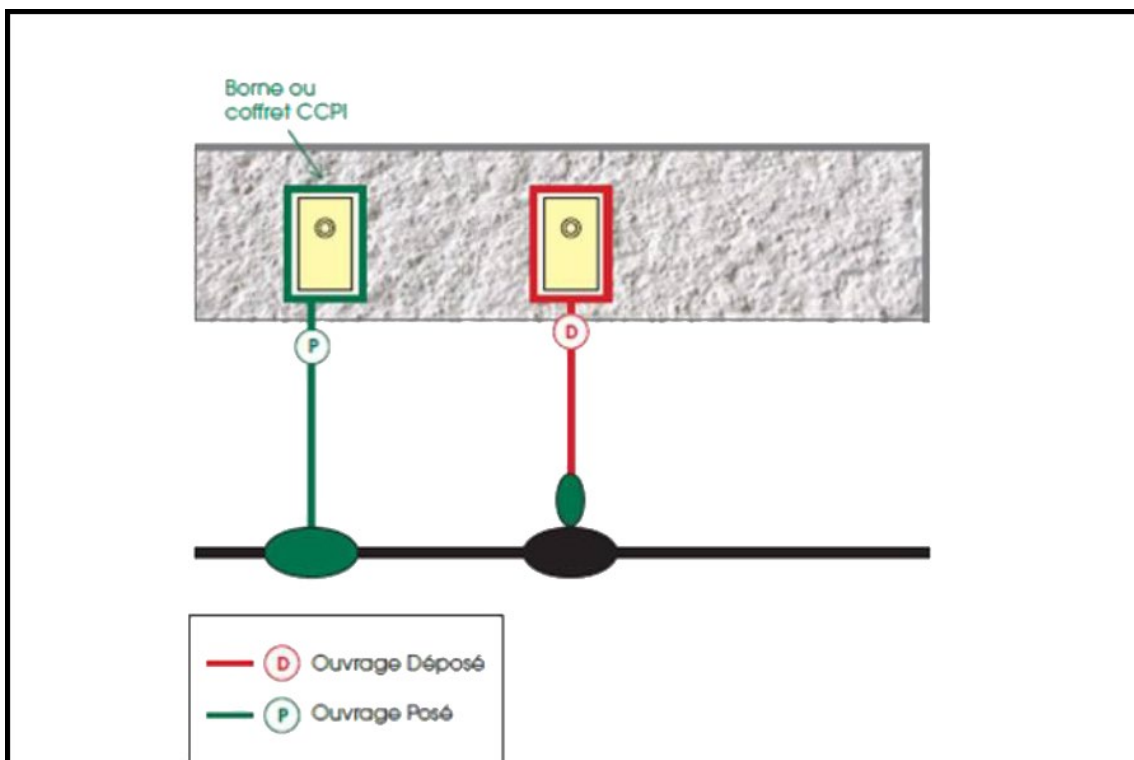 Borne ou
coffret CCPI
P
D
D Ouvrage Déposé
P Ouvrage Posé